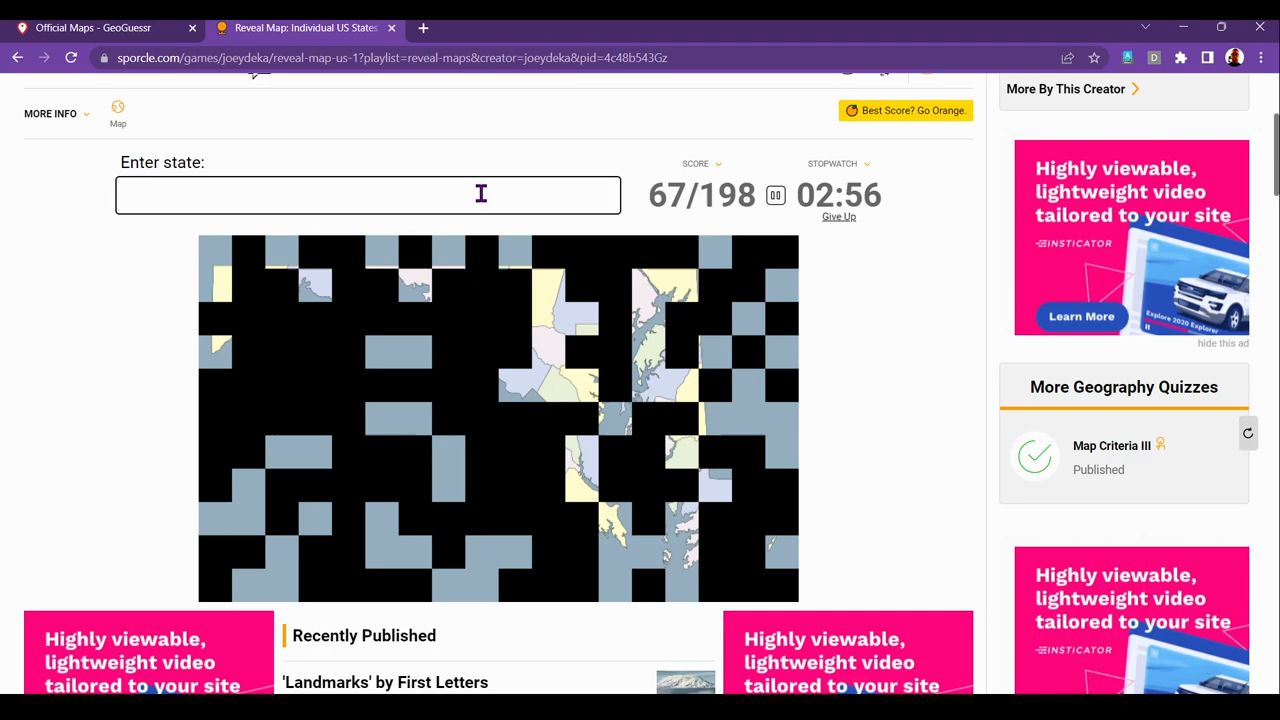 Official Maps - GeoGuessr
Reveal Map: Individual US States
sporcle.com/games/joeydeka/reveal-map-us-1?playlist=reveal-maps&creator=joeydeka&pid=4c48b543Gz
MORE INFO
Map
Best Score? Go Orange.
Enter state:
SCORE
STOPWATCH
67/198
02:56
Give Up
More By This Creator
Highly viewable,
lightweight video
tailored to your site
INSTICATOR
Explore 2020 Explorer
Learn More
hide this ad
More Geography Quizzes
Map Criteria III
Published
Highly viewable,
lightweight video
tailored to your site
INSTICATOR
Highly viewable,
lightweight video
tailored to your site
Recently Published
'Landmarks' by First Letters
Highly viewable,
lightweight video
tailored to your site